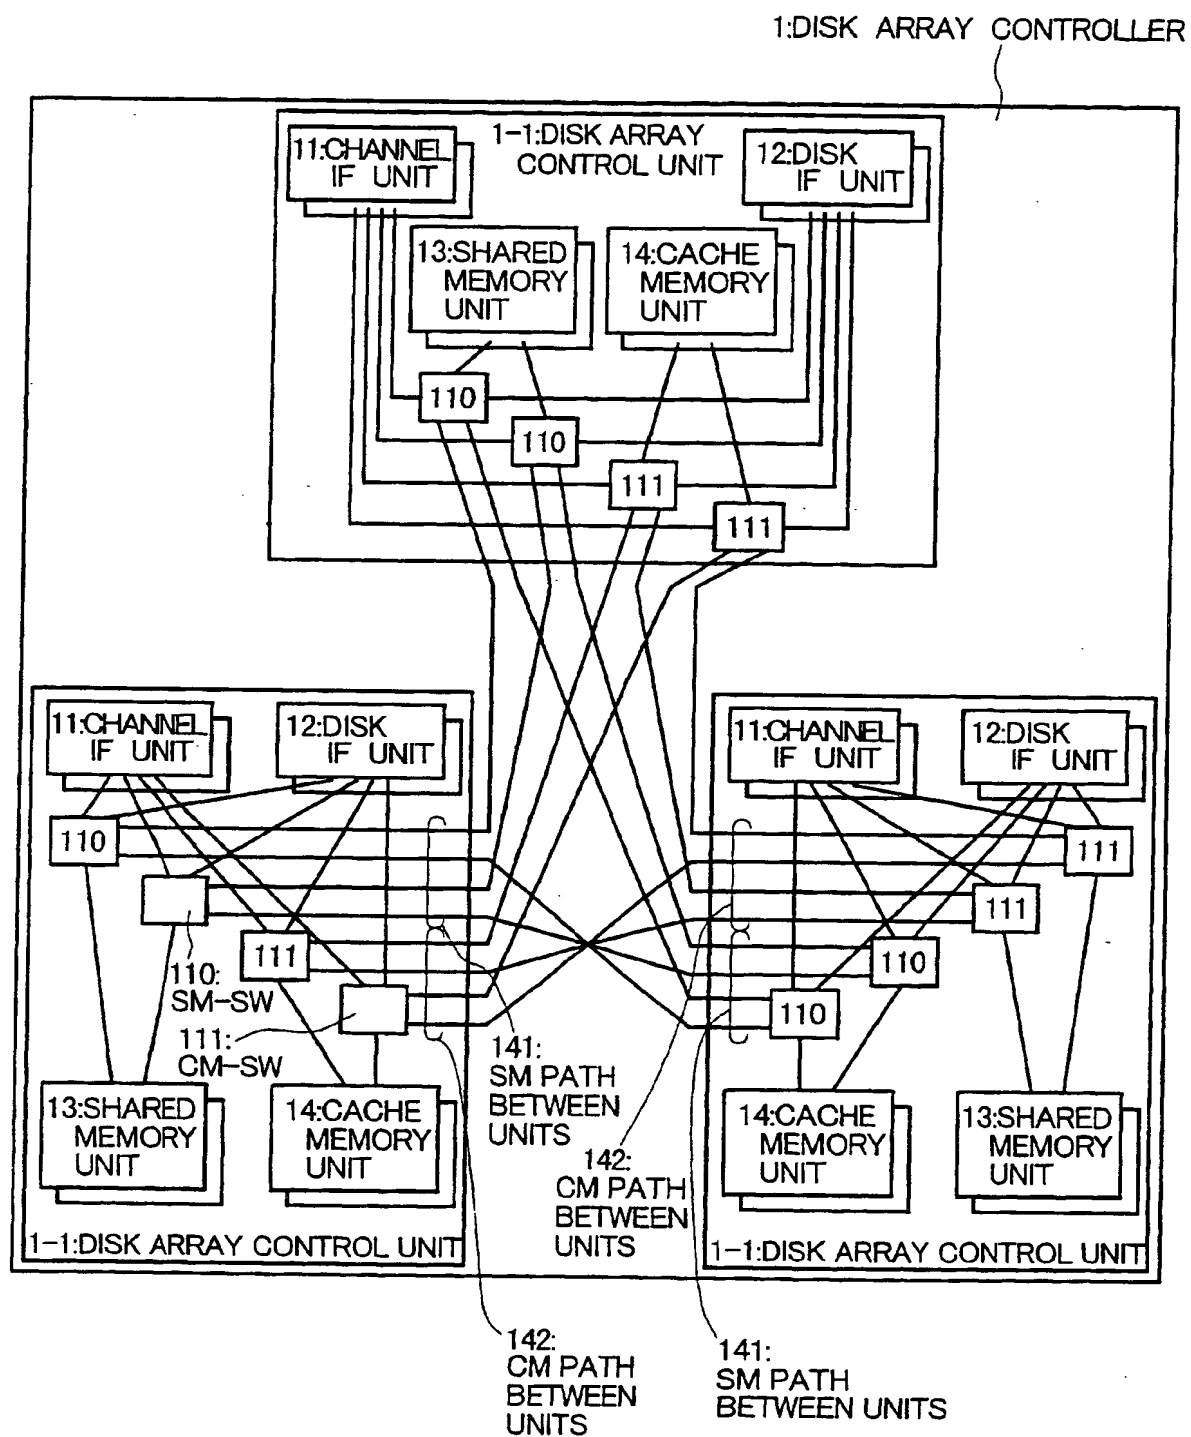 1:DISK ARRAY CONTROLLER
1-1:DISK ARRAY
CONTROL UNIT
11:CHANNEL
IF UNIT
12:DISK
IF UNIT
13:SHARED
MEMORY
UNIT
14:CACHE
MEMORY
UNIT
110
110
111
111
11:CHANNEL
IF UNIT
12:DISK
IF UNIT
110
111
110:
SM-SW
111:
CM-SW
13:SHARED
MEMORY
UNIT
14:CACHE
MEMORY
UNIT
1-1:DISK ARRAY CONTROL UNIT
141:
SM PATH
BETWEEN
UNITS
142:
CM PATH
BETWEEN
UNITS
11:CHANNEL
IF UNIT
12:DISK
IF UNIT
111
111
110
110
14:CACHE
MEMORY
UNIT
13:SHARED
MEMORY
UNIT
1-1:DISK ARRAY CONTROL UNIT
142:
CM PATH
BETWEEN
UNITS
141:
SM PATH
BETWEEN UNITS